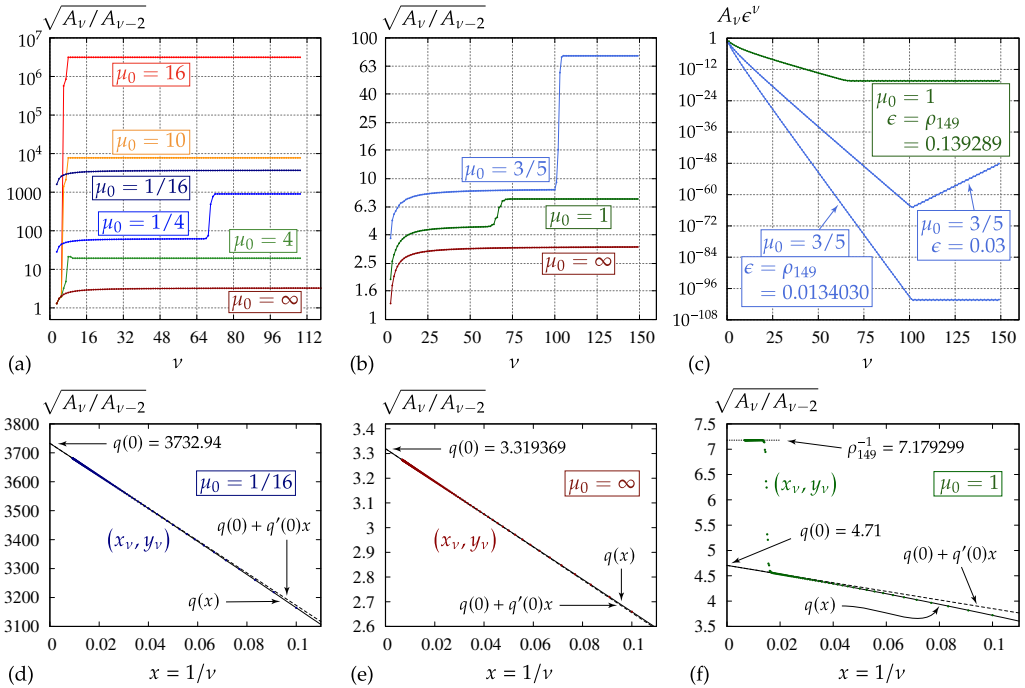 √A_ν/A_{ν−2}
10⁷
10⁶
10⁵
10⁴
1000
100
10
1
μ₀ = 16
μ₀ = 10
μ₀ = 1/16
μ₀ = 1/4
μ₀ = 4
μ₀ = ∞
16 32 48 64 80 96 112
(a)
ν
√A_ν/A_{ν−2}
100
63
40
25
16
10
6.3
4
2.5
1.6
1
μ₀ = 3/5
μ₀ = 1
μ₀ = ∞
0 25 50 75 100 125 150
(b)
ν
A_νϵ^ν
1
10⁻¹²
10⁻²⁴
10⁻³⁶
10⁻⁴⁸
10⁻⁶⁰
10⁻⁷²
10⁻⁸⁴
10⁻⁹⁶
10⁻¹⁰⁸
μ₀ = 1
ϵ = ρ₁₄₉
= 0.139289
μ₀ = 3/5
ϵ = 0.03
μ₀ = 3/5
ϵ = ρ₁₄₉
= 0.0134030
0 25 50 75 100 125 150
(c)
ν
√A_ν/A_{ν−2}
3800
3700
3600
3500
3400
3300
3200
3100
q(0) = 3732.94
μ₀ = 1/16
(x_ν, y_ν)
q(0) + q′(0)x
q(x)
0 0.02 0.04 0.06 0.08 0.1
(d)
x = 1/ν
√A_ν/A_{ν−2}
3.4
3.3
3.2
3.1
3
2.9
2.8
2.7
2.6
q(0) = 3.319369
μ₀ = ∞
(x_ν, y_ν)
q(x)
q(0) + q′(0)x
0 0.02 0.04 0.06 0.08 0.1
(e)
x = 1/ν
√A_ν/A_{ν−2}
7.5
7
6.5
6
5.5
5
4.5
4
3.5
ρ₁₄₉⁻¹ = 7.179299
(x_ν, y_ν)
μ₀ = 1
q(0) = 4.71
q(0) + q′(0)x
q(x)
0 0.02 0.04 0.06 0.08 0.1
(f)
x = 1/ν